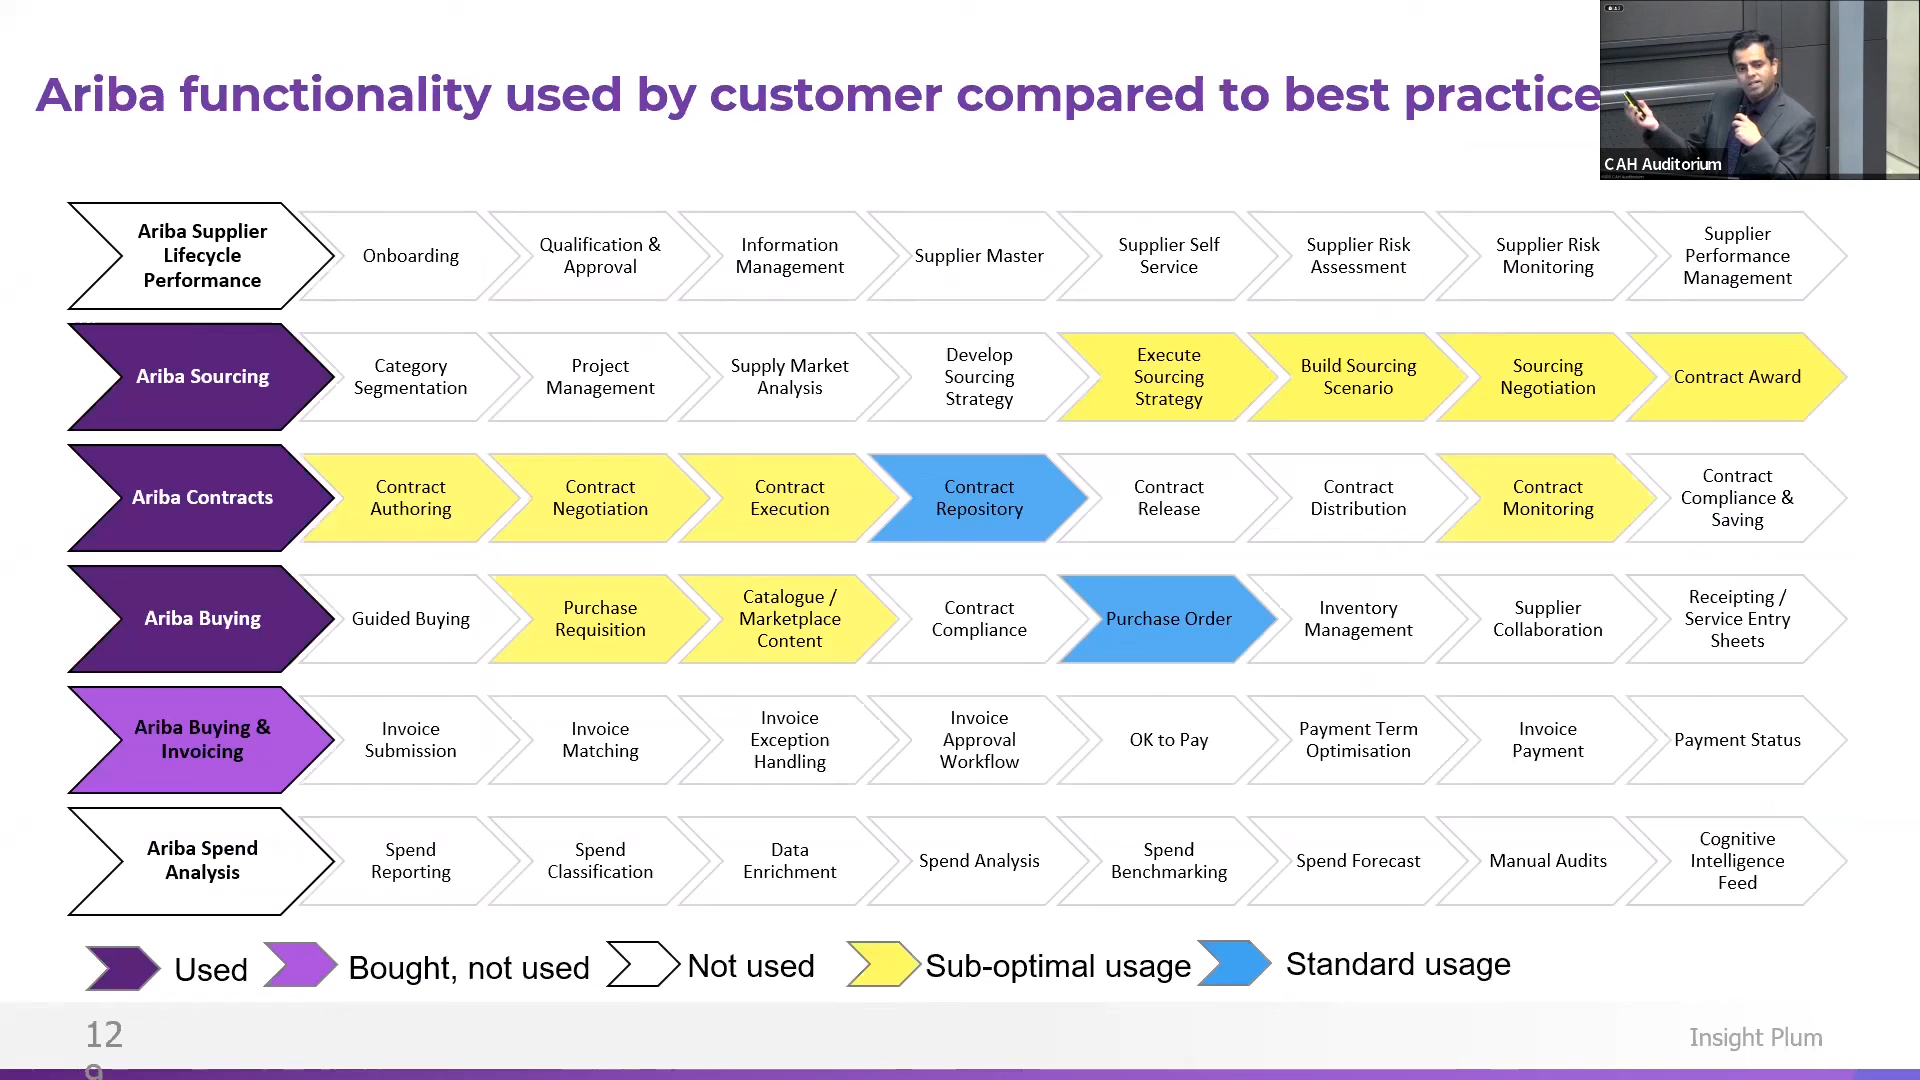 Ariba functionality used by customer compared to best practice
CAH Auditorium
Ariba Supplier
Lifecycle
Performance
Onboarding
Qualification &
Approval
Information
Management
Supplier Master
Supplier Self
Service
Supplier Risk
Assessment
Supplier Risk
Monitoring
Supplier
Performance
Management
Ariba Sourcing
Category
Segmentation
Project
Management
Supply Market
Analysis
Develop
Sourcing
Strategy
Execute
Sourcing
Strategy
Build Sourcing
Scenario
Sourcing
Negotiation
Contract Award
Ariba Contracts
Contract
Authoring
Contract
Negotiation
Contract
Execution
Contract
Repository
Contract
Release
Contract
Distribution
Contract
Monitoring
Contract
Compliance &
Saving
Ariba Buying
Guided Buying
Purchase
Requisition
Catalogue /
Marketplace
Content
Contract
Compliance
Purchase Order
Inventory
Management
Supplier
Collaboration
Receipting /
Service Entry
Sheets
Ariba Buying &
Invoicing
Invoice
Submission
Invoice
Matching
Invoice
Exception
Handling
Invoice
Approval
Workflow
OK to Pay
Payment Term
Optimisation
Invoice
Payment
Payment Status
Ariba Spend
Analysis
Spend
Reporting
Spend
Classification
Data
Enrichment
Spend Analysis
Spend
Benchmarking
Spend Forecast
Manual Audits
Cognitive
Intelligence
Feed
Used
Bought, not used
Not used
Sub-optimal usage
Standard usage
12
9
Insight Plum